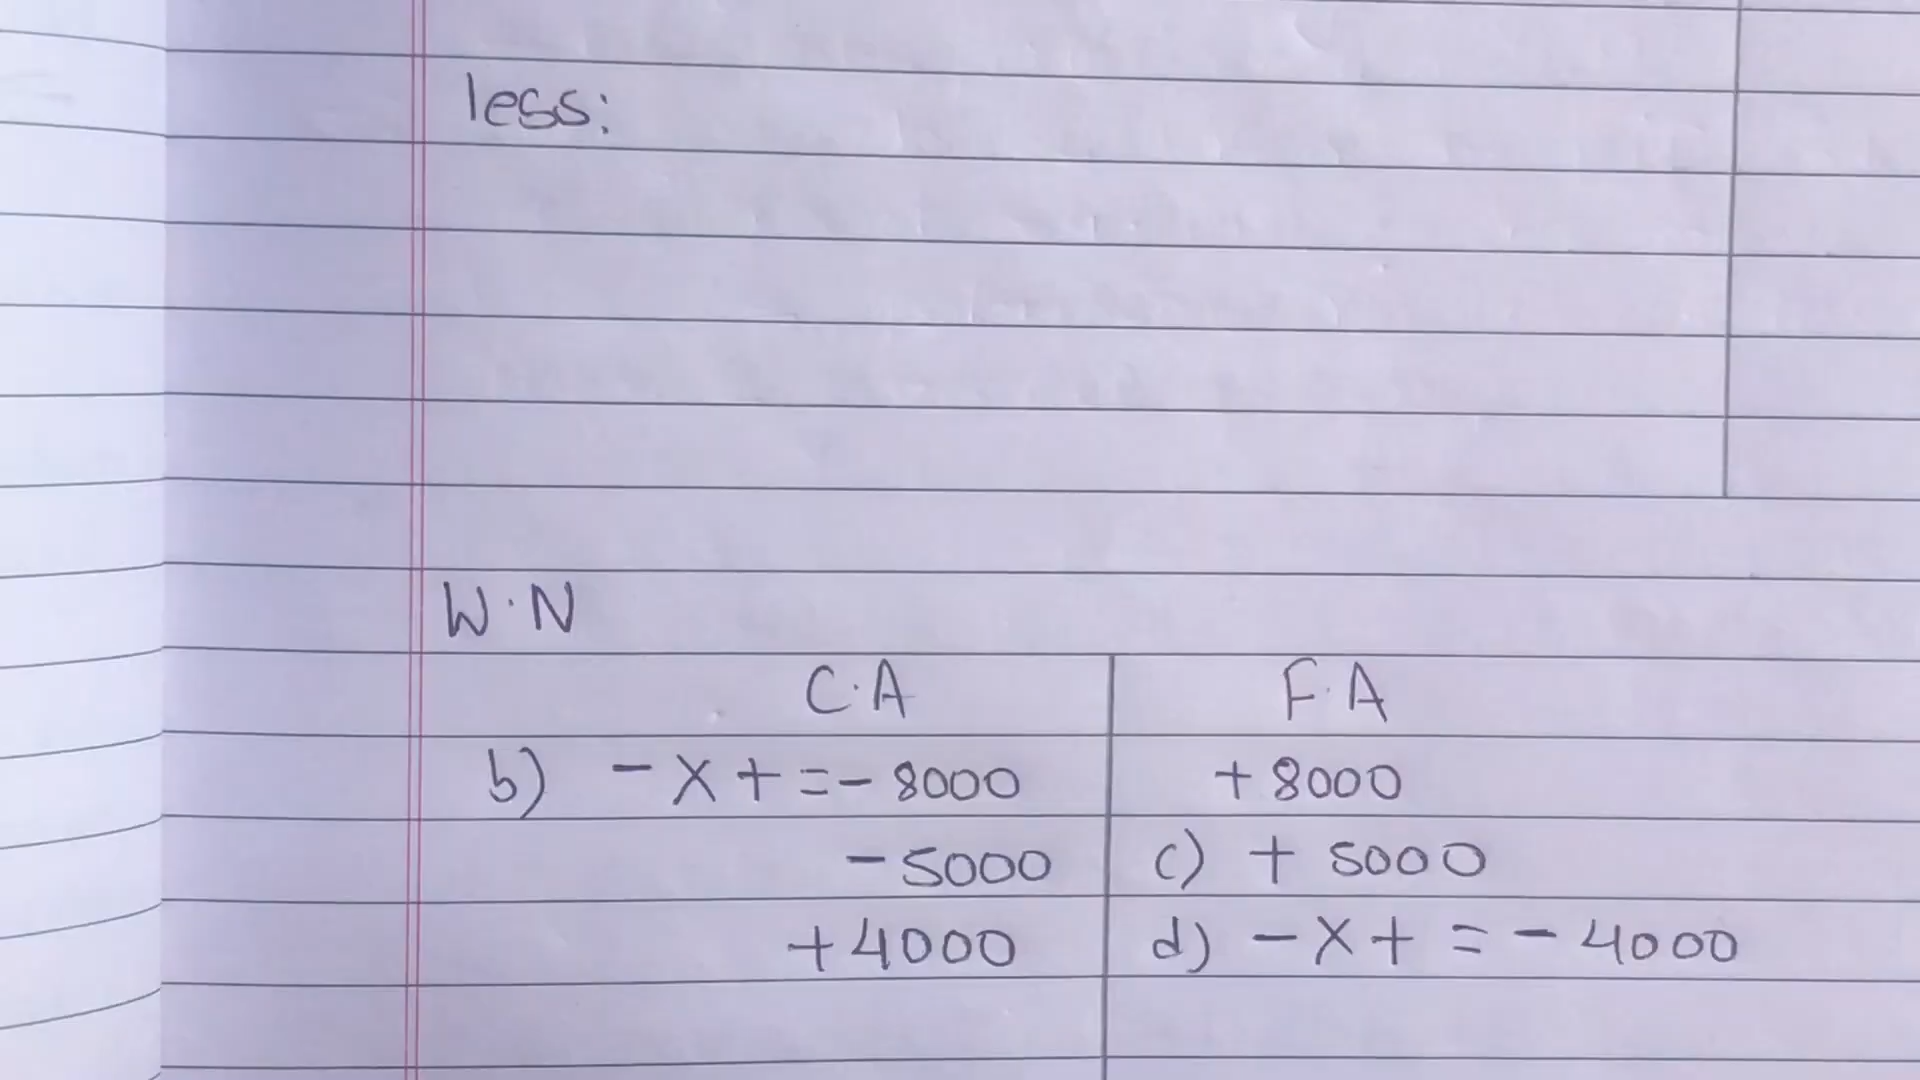 less:
W.N
C.A F.A
b) - X + = - 8000 + 8000
- 5000 c) + 5000
+ 4000 d) - X + = - 4000